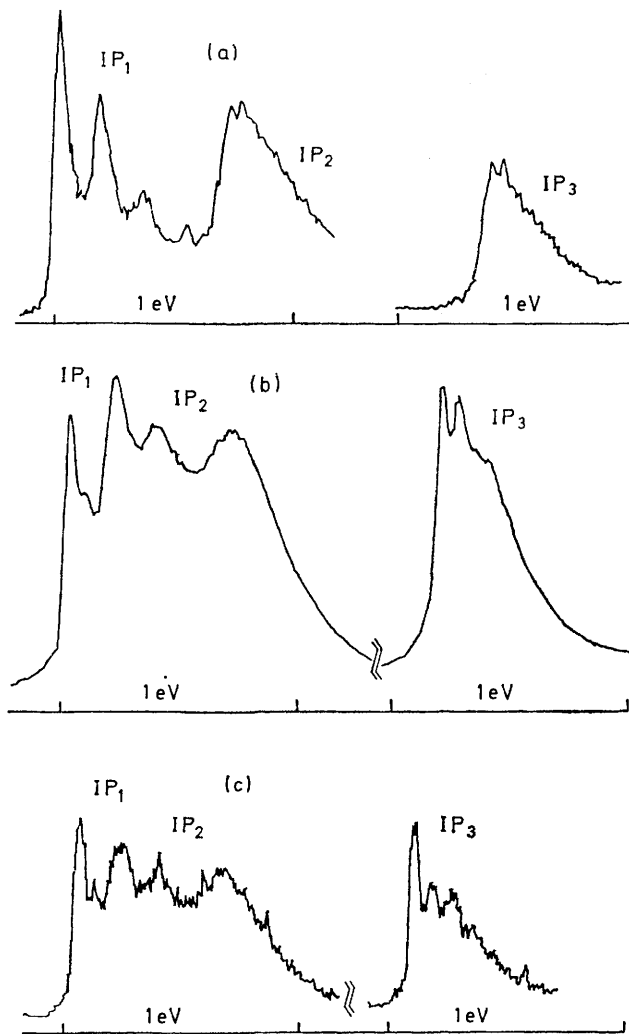 IP₁ (a)
IP₂
IP₃
1 eV 1 eV
IP₁ (b)
IP₂
IP₃
1 eV 1 eV
(c)
IP₁
IP₂ IP₃
1 eV 1 eV